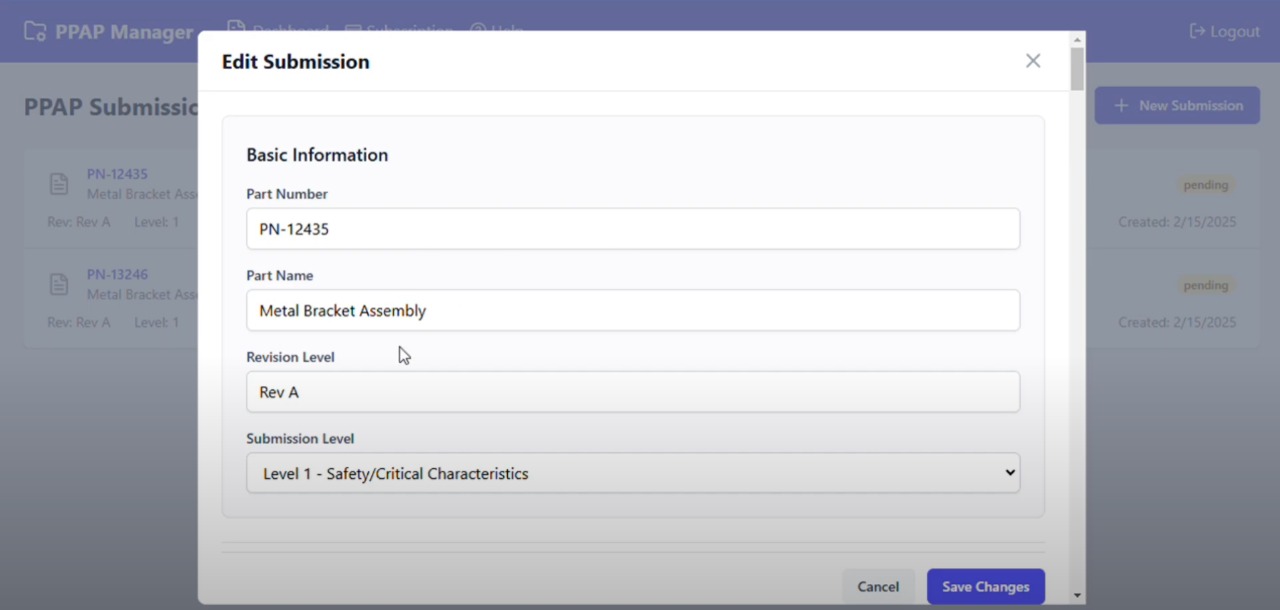 PPAP Manager
Dashboard Subscription Help
Logout
Edit Submission
PPAP Submissio
New Submission
Basic Information
Part Number
PN-12435
Part Name
Metal Bracket Assembly
Revision Level
Rev A
Submission Level
Level 1 - Safety/Critical Characteristics
Cancel Save Changes
PN-12435
Metal Bracket Ass
Rev: Rev A Level: 1
pending
Created: 2/15/2025
PN-13246
Metal Bracket Ass
Rev: Rev A Level: 1
pending
Created: 2/15/2025